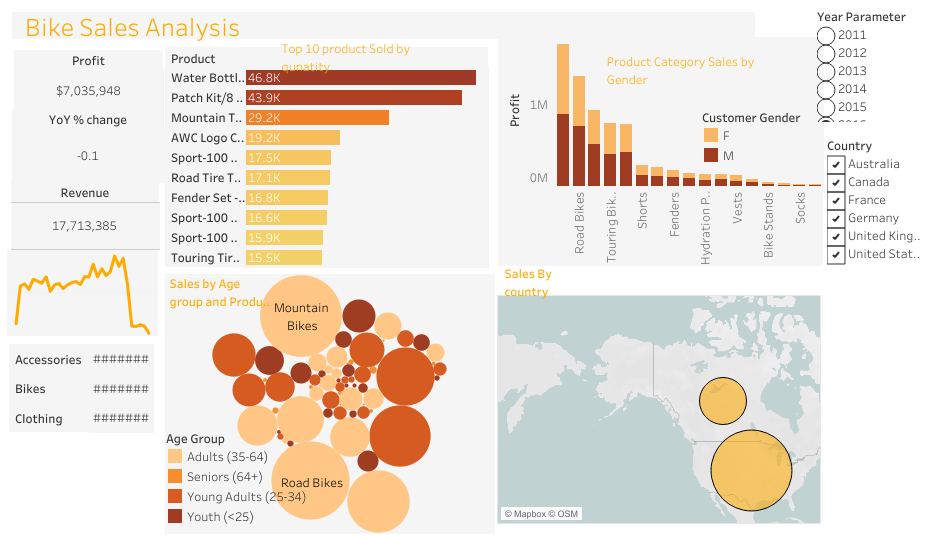 Bike Sales Analysis
Profit
$7,035,948
YoY % change
-0.1
Revenue
17,713,385
Accessories #######
Bikes #######
Clothing #######
Top 10 product Sold by
qunatity
Product
Water Bottl.. 46.8K
Patch Kit/8 .. 43.9K
Mountain T.. 29.2K
AWC Logo C.. 19.2K
Sport-100 .. 17.5K
Road Tire T.. 17.1K
Fender Set -.. 16.8K
Sport-100 .. 16.6K
Sport-100 .. 15.9K
Touring Tir.. 15.5K
Product Category Sales by
Gender
Profit
1M
0M
Customer Gender
F
M
Road Bikes
Touring Bik..
Shorts
Fenders
Hydration P..
Vests
Bike Stands
Socks
Year Parameter
2011
2012
2013
2014
2015
Country
Australia
Canada
France
Germany
United King..
United Stat..
Sales by Age
group and Produ..
Mountain
Bikes
Road Bikes
Age Group
Adults (35-64)
Seniors (64+)
Young Adults (25-34)
Youth (<25)
Sales By
country
© Mapbox © OSM